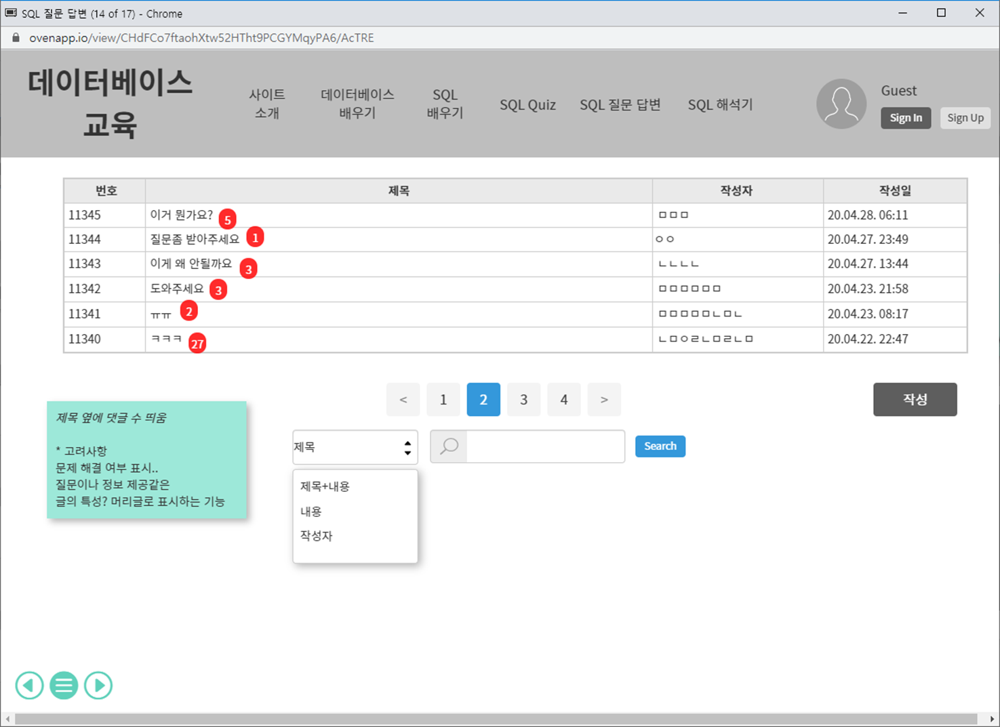 SQL 질문 답변 (14 of 17) - Chrome
ovenapp.io/view/CHdFCo7ftaohXtw52HTht9PCGYMqyPA6/AcTRE
데이터베이스
교육
사이트
소개
데이터베이스
배우기
SQL
배우기
SQL Quiz
SQL 질문 답변
SQL 해석기
Guest
Sign In
Sign Up
번호 제목 작성자 작성일
11345 이거 뭔가요? 5 ㅁㅁㅁ 20.04.28. 06:11
11344 질문좀 받아주세요 1 ㅇㅇ 20.04.27. 23:49
11343 이게 왜 안될까요 3 ㄴㄴㄴㄴ 20.04.27. 13:44
11342 도와주세요 3 ㅁㅁㅁㅁㅁㅁ 20.04.23. 21:58
11341 ㅠㅠ 2 ㅁㅁㅁㅁㅁㄴㅁㄴ 20.04.23. 08:17
11340 ㅋㅋㅋ 27 ㄴㅁㅇㄹㄴㅁㄹㄴㅁ 20.04.22. 22:47
< 1 2 3 4 >
작성
제목 옆에 댓글 수 띄움
* 고려사항
문제 해결 여부 표시..
질문이나 정보 제공같은
글의 특성? 머리글로 표시하는 기능
제목
Search
제목+내용
내용
작성자